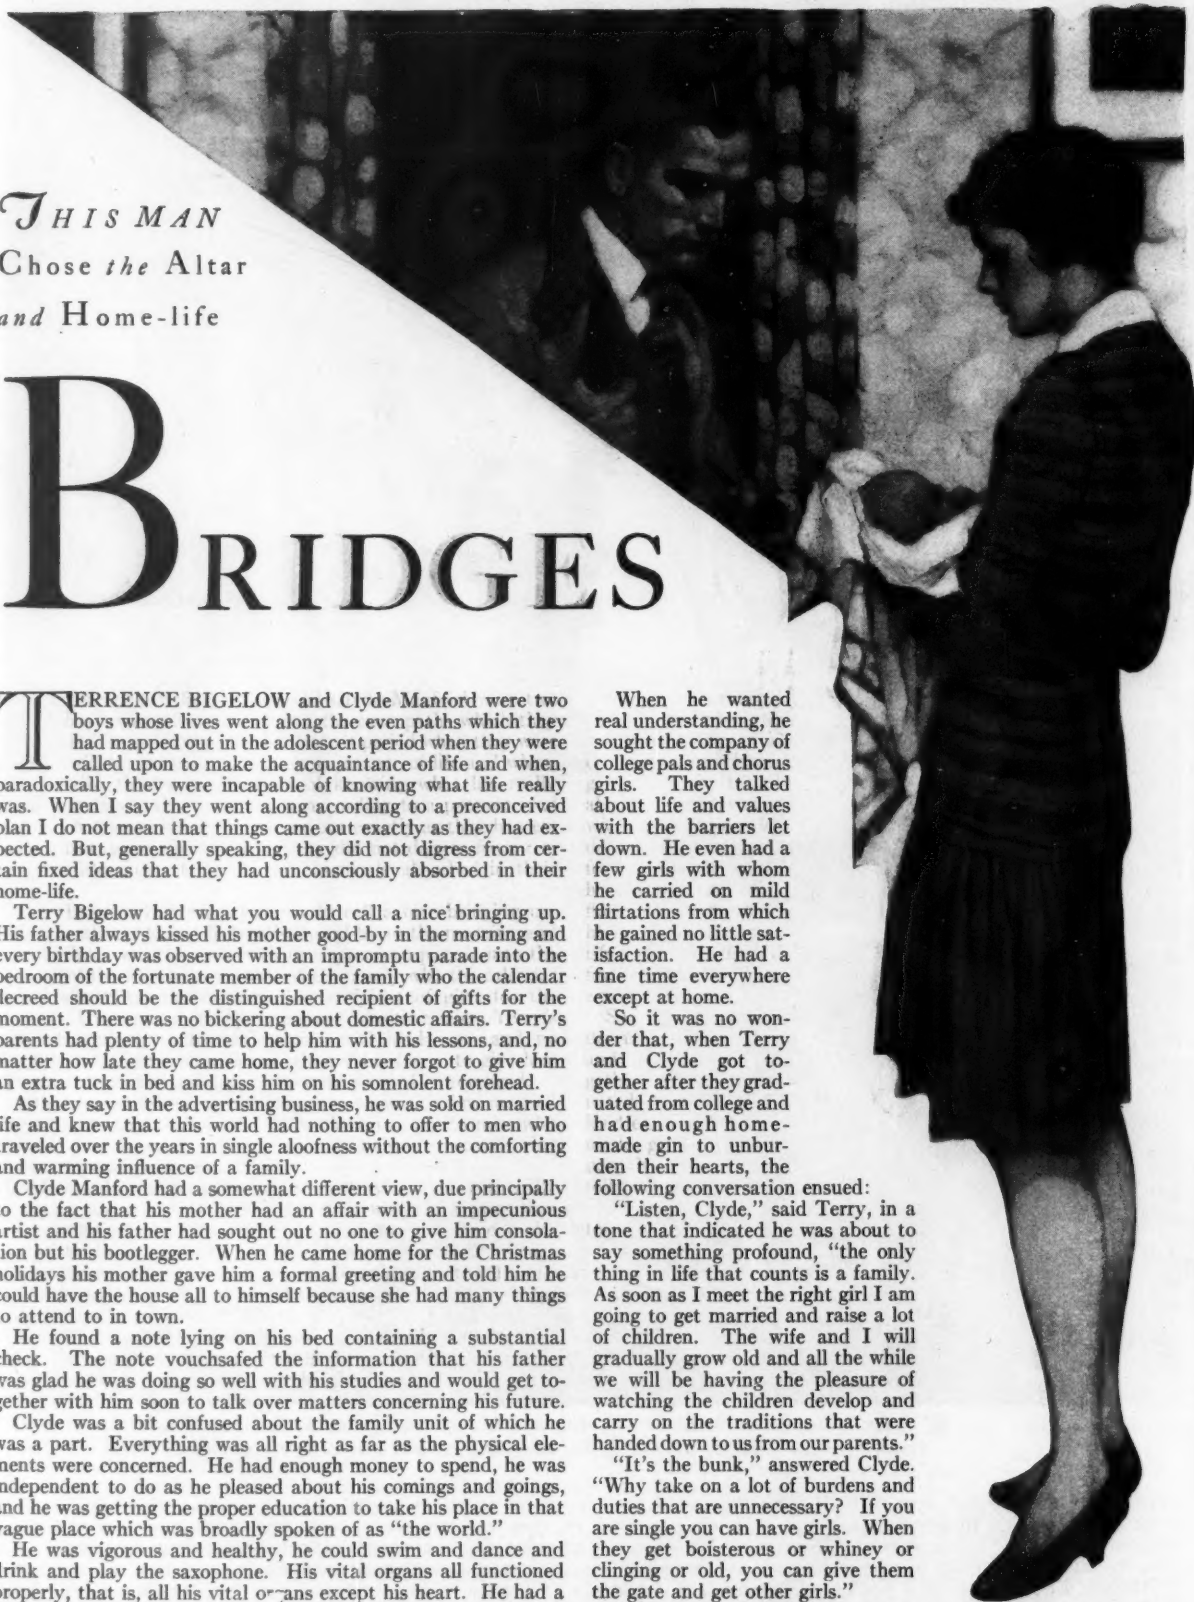 THIS MAN
Chose the Altar
and Home-life
BRIDGES
TERRENCE BIGELOW and Clyde Manford were two
boys whose lives went along the even paths which they
had mapped out in the adolescent period when they were
called upon to make the acquaintance of life and when,
paradoxically, they were incapable of knowing what life really
was. When I say they went along according to a preconceived
plan I do not mean that things came out exactly as they had ex-
pected. But, generally speaking, they did not digress from cer-
tain fixed ideas that they had unconsciously absorbed in their
home-life.
Terry Bigelow had what you would call a nice bringing up.
His father always kissed his mother good-by in the morning and
every birthday was observed with an impromptu parade into the
bedroom of the fortunate member of the family who the calendar
decreed should be the distinguished recipient of gifts for the
moment. There was no bickering about domestic affairs. Terry's
parents had plenty of time to help him with his lessons, and, no
matter how late they came home, they never forgot to give him
an extra tuck in bed and kiss him on his somnolent forehead.
As they say in the advertising business, he was sold on married
life and knew that this world had nothing to offer to men who
traveled over the years in single aloofness without the comforting
and warming influence of a family.
Clyde Manford had a somewhat different view, due principally
to the fact that his mother had an affair with an impecunious
artist and his father had sought out no one to give him consola-
tion but his bootlegger. When he came home for the Christmas
holidays his mother gave him a formal greeting and told him he
could have the house all to himself because she had many things
to attend to in town.
He found a note lying on his bed containing a substantial
check. The note vouchsafed the information that his father
was glad he was doing so well with his studies and would get to-
gether with him soon to talk over matters concerning his future.
Clyde was a bit confused about the family unit of which he
was a part. Everything was all right as far as the physical ele-
ments were concerned. He had enough money to spend, he was
independent to do as he pleased about his comings and goings,
and he was getting the proper education to take his place in that
vague place which was broadly spoken of as "the world."
He was vigorous and healthy, he could swim and dance and
drink and play the saxophone. His vital organs all functioned
properly, that is, all his vital organs except his heart. He had a
When he wanted
real understanding, he
sought the company of
college pals and chorus
girls. They talked
about life and values
with the barriers let
down. He even had a
few girls with whom
he carried on mild
flirtations from which
he gained no little sat-
isfaction. He had a
fine time everywhere
except at home.
So it was no won-
der that, when Terry
and Clyde got to-
gether after they grad-
uated from college and
had enough home-
made gin to unbur-
den their hearts, the
following conversation ensued:
"Listen, Clyde," said Terry, in a
tone that indicated he was about to
say something profound, "the only
thing in life that counts is a family.
As soon as I meet the right girl I am
going to get married and raise a lot
of children. The wife and I will
gradually grow old and all the while
we will be having the pleasure of
watching the children develop and
carry on the traditions that were
handed down to us from our parents."
"It's the bunk," answered Clyde.
"Why take on a lot of burdens and
duties that are unnecessary? If you
are single you can have girls. When
they get boisterous or whiney or
clinging or old, you can give them
the gate and get other girls."